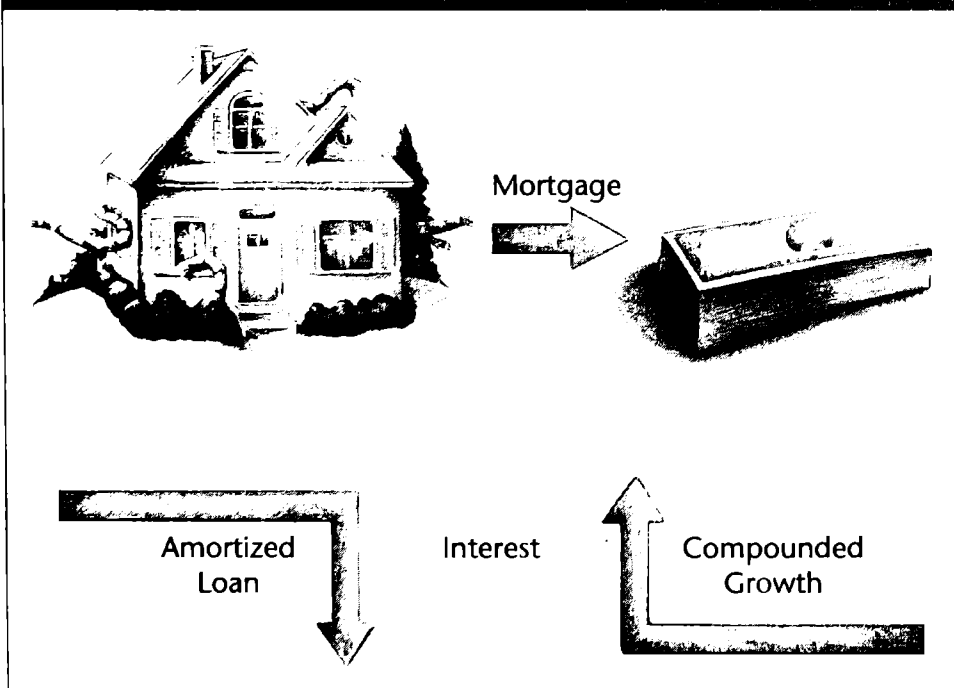 Mortgage
Amortized
Loan
Interest
Compounded
Growth